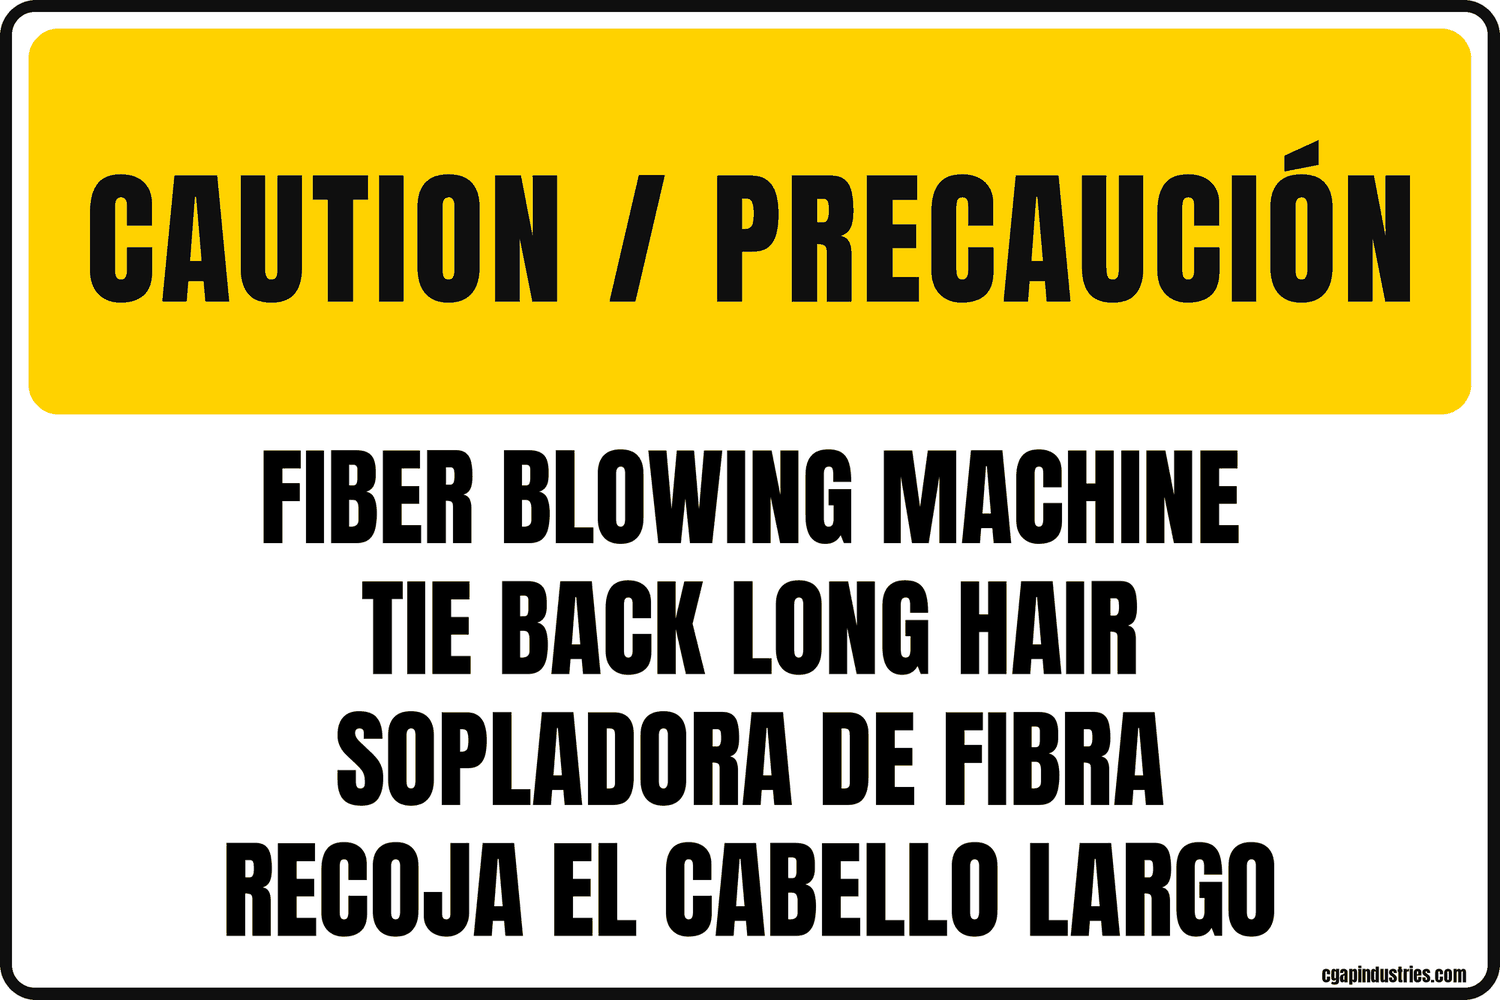 CAUTION / PRECAUCIÓN
FIBER BLOWING MACHINE
TIE BACK LONG HAIR
SOPLADORA DE FIBRA
RECOJA EL CABELLO LARGO
cgapindustries.com